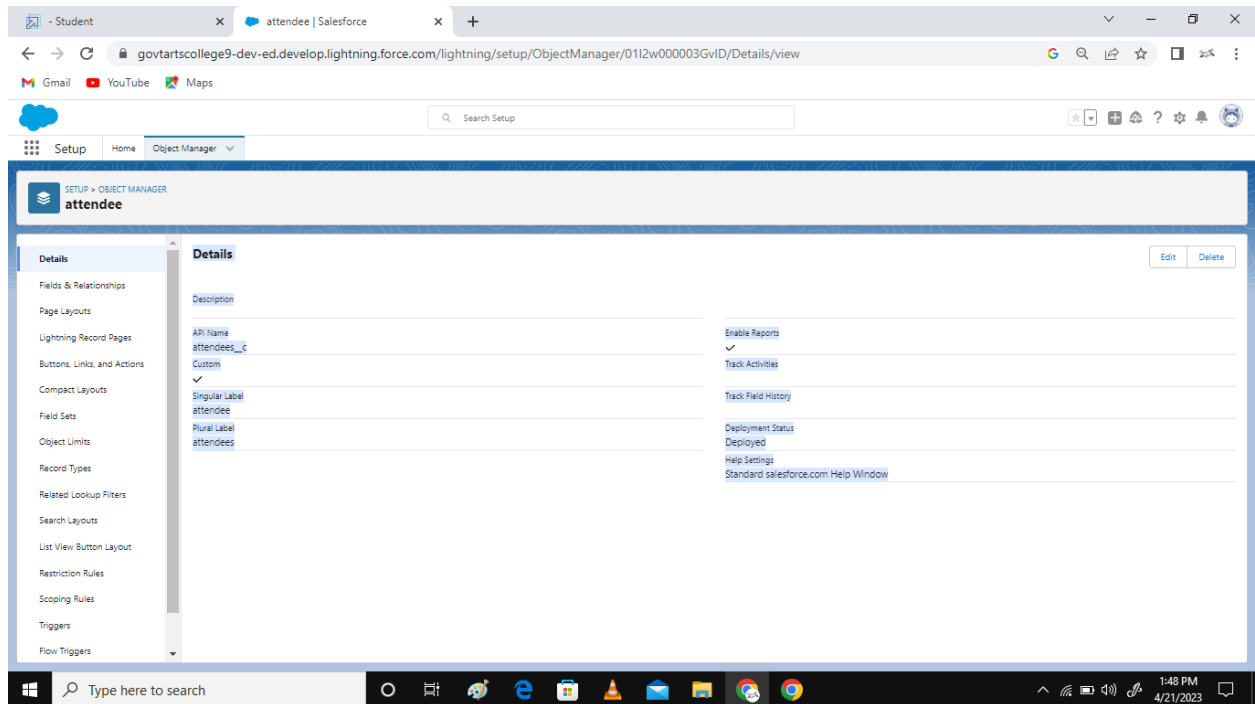 - Student
attendee | Salesforce
govtartscollege9-dev-ed.develop.lightning.force.com/lightning/setup/ObjectManager/01I2w000003GvID/Details/view
Gmail YouTube Maps
Search Setup
Setup Home Object Manager
SETUP > OBJECT MANAGER
attendee
Details
Fields & Relationships
Page Layouts
Lightning Record Pages
Buttons, Links, and Actions
Compact Layouts
Field Sets
Object Limits
Record Types
Related Lookup Filters
Search Layouts
List View Button Layout
Restriction Rules
Scoping Rules
Triggers
Flow Triggers
Details
Edit Delete
Description
API Name
attendees__c
Custom
Singular Label
attendee
Plural Label
attendees
Enable Reports
Track Activities
Track Field History
Deployment Status
Deployed
Help Settings
Standard salesforce.com Help Window
Type here to search
1:48 PM
4/21/2023